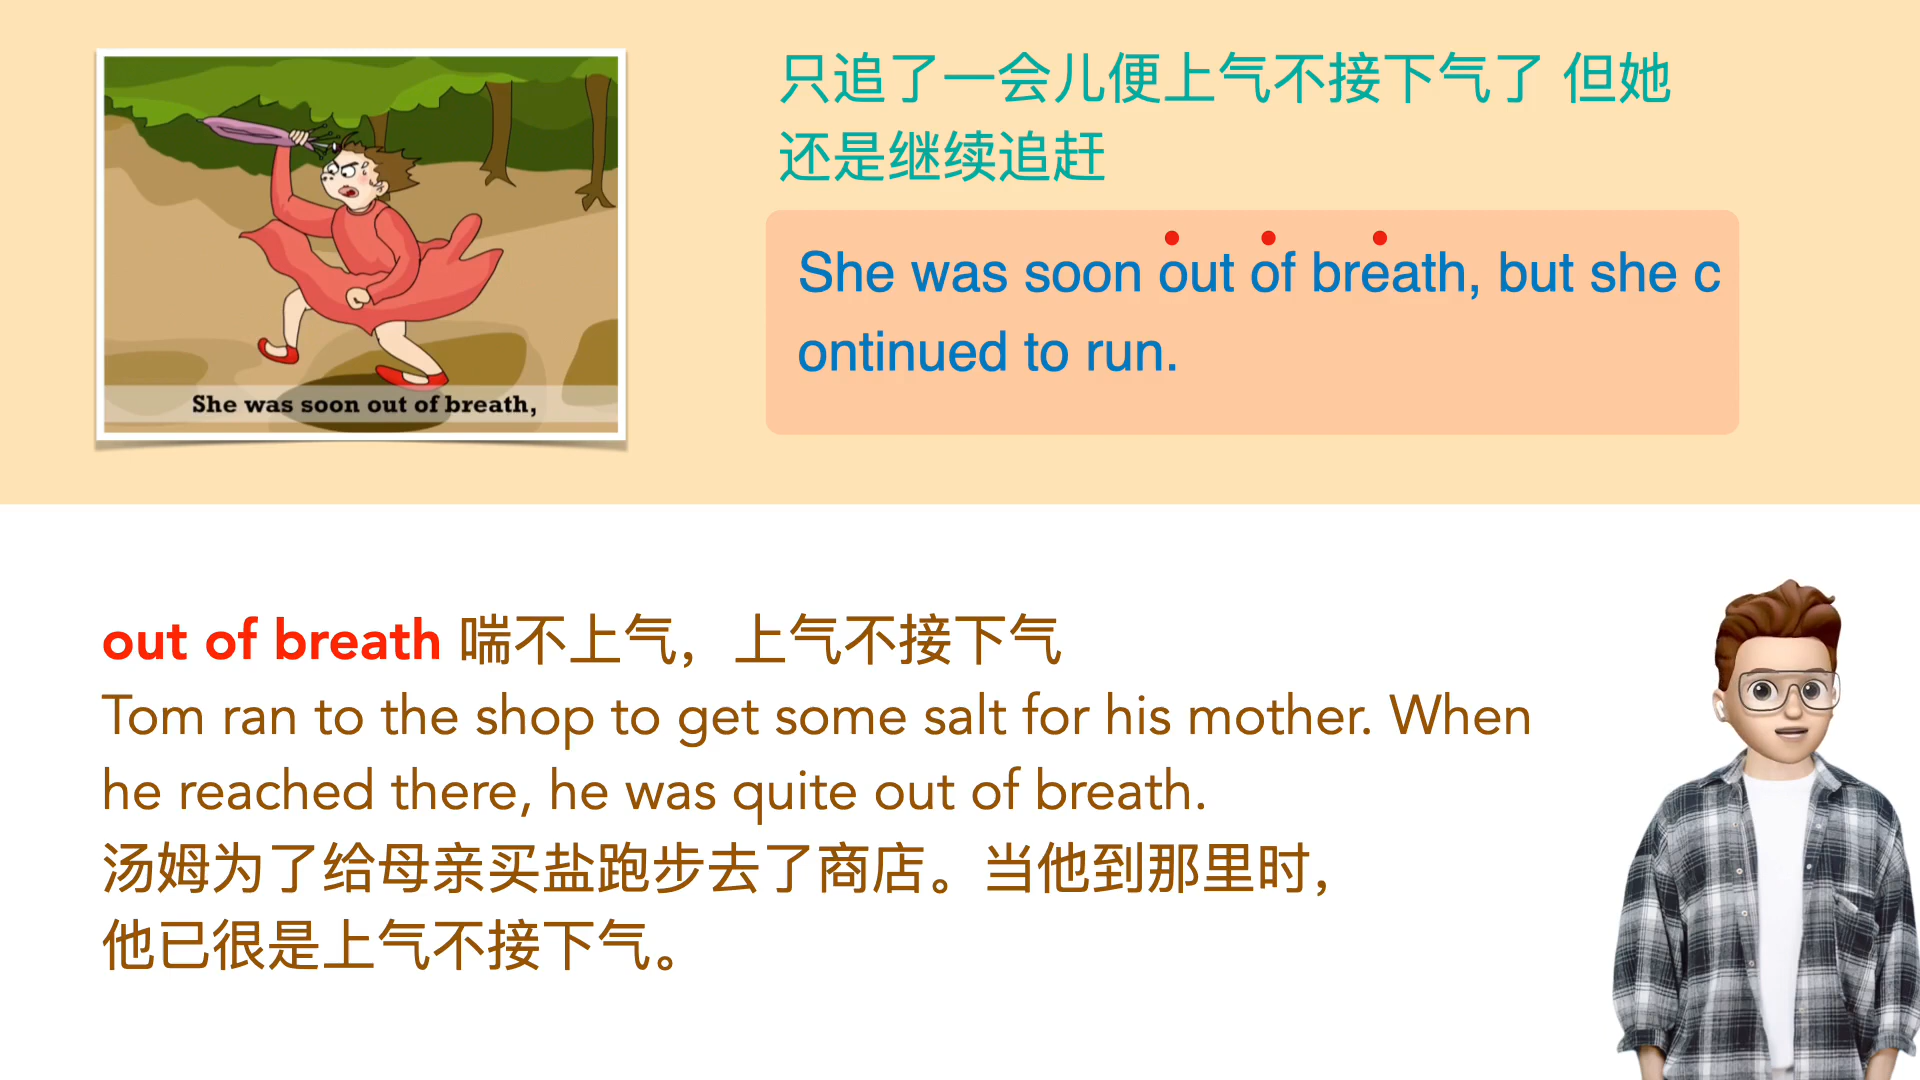 She was soon out of breath,
只追了一会儿便上气不接下气了 但她
还是继续追赶
She was soon out of breath, but she c
ontinued to run.
out of breath 喘不上气，上气不接下气
Tom ran to the shop to get some salt for his mother. When
he reached there, he was quite out of breath.
汤姆为了给母亲买盐跑步去了商店。当他到那里时，
他已很是上气不接下气。